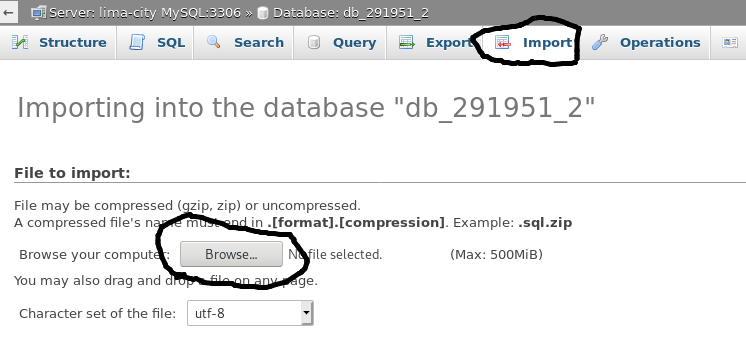 Server: lima-city MySQL:3306 » Database: db_291951_2
Structure SQL Search Query Export Import Operations
Importing into the database "db_291951_2"
File to import:
File may be compressed (gzip, zip) or uncompressed.
A compressed file's name must end in .[format].[compression]. Example: .sql.zip
Browse your computer: Browse... No file selected. (Max: 500MiB)
You may also drag and drop a file on any page.
Character set of the file: utf-8